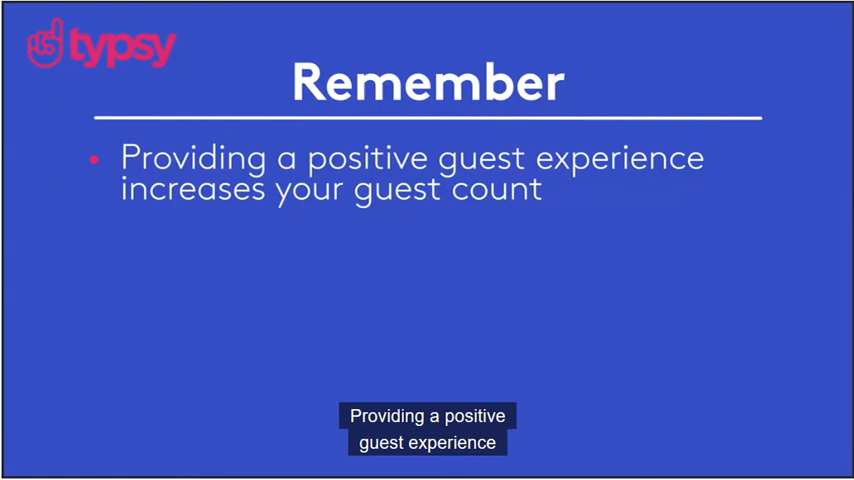 typsy
Remember
• Providing a positive guest experience
increases your guest count
Providing a positive
guest experience